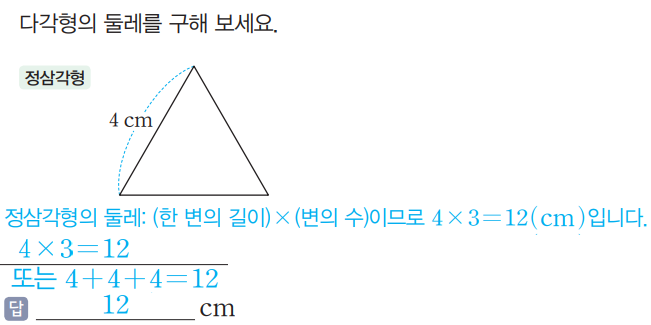 다각형의 둘레를 구해 보세요.
정삼각형
4 cm
정삼각형의 둘레: (한 변의 길이)×(변의 수)이므로 4×3=12(cm)입니다.
4×3=12
또는 4+4+4=12
답 12 cm